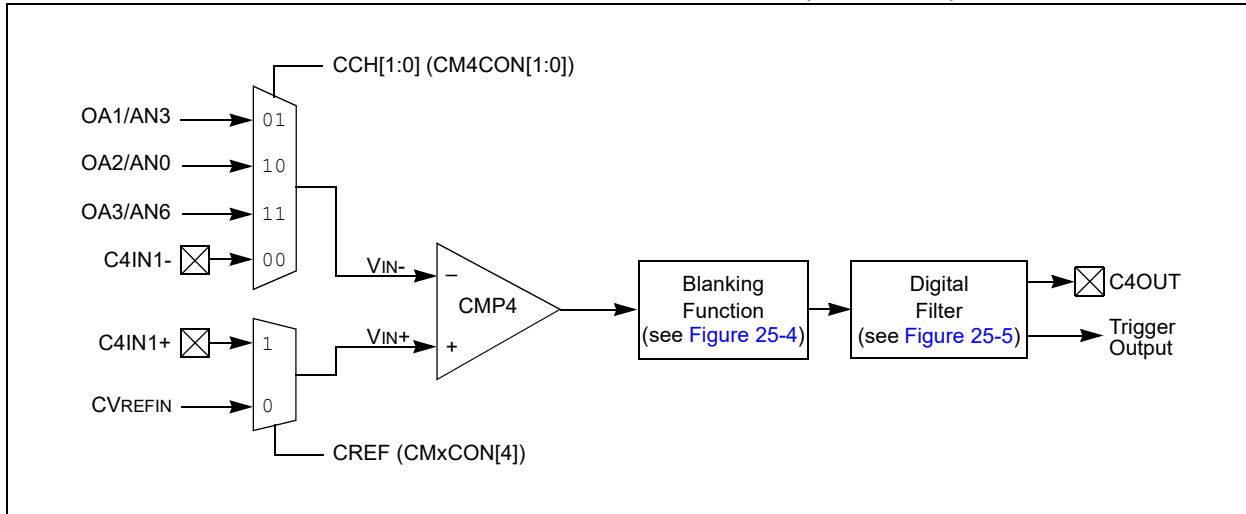 CCH[1:0] (CM4CON[1:0])
OA1/AN3
01
OA2/AN0
10
OA3/AN6
11
C4IN1-
00
VIN-
–
CMP4
Blanking
Function
(see Figure 25-4)
Digital
Filter
(see Figure 25-5)
C4OUT
Trigger
Output
C4IN1+
1
VIN+
+
CVREFIN
0
CREF (CMxCON[4])